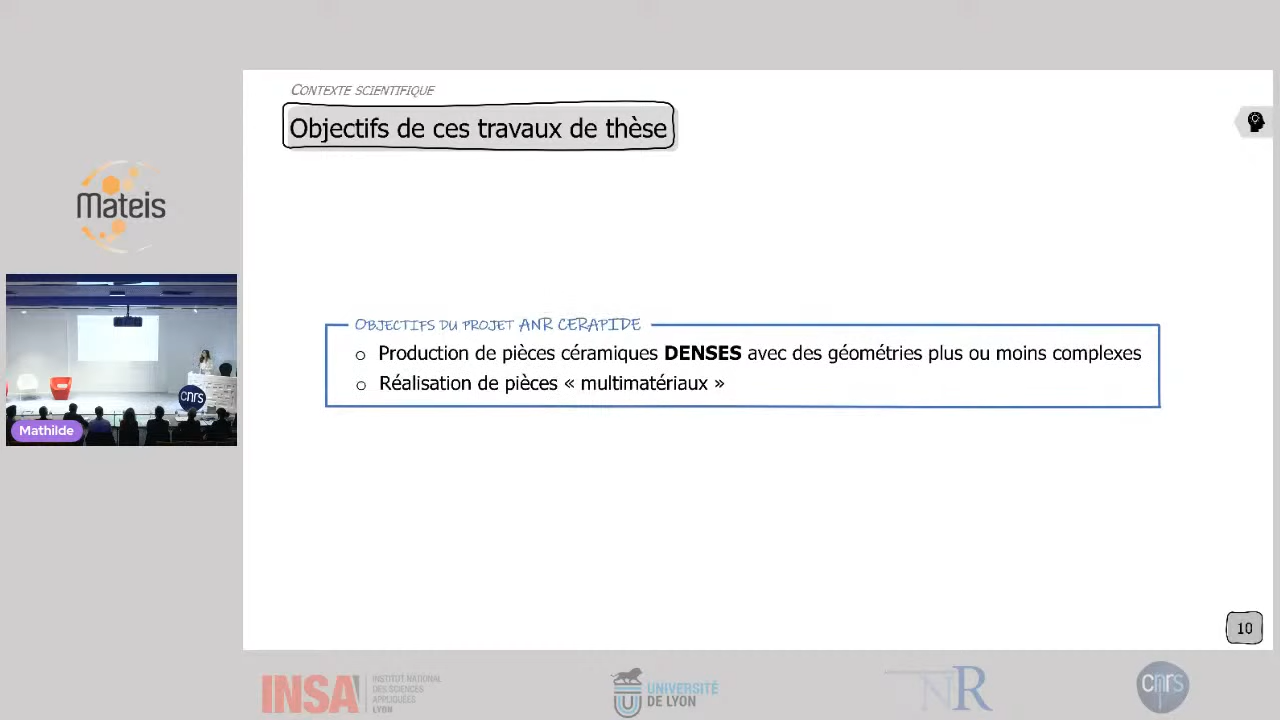 CONTEXTE SCIENTIFIQUE
Objectifs de ces travaux de thèse
Mateis
OBJECTIFS DU PROJET ANR CERAPIDE
o Production de pièces céramiques DENSES avec des géométries plus ou moins complexes
o Réalisation de pièces « multimatériaux »
cnrs
Mathilde
10
INSA
INSTITUT NATIONAL
DES SCIENCES
APPLIQUÉES
LYON
UNIVERSITÉ
DE LYON
NR
cnrs